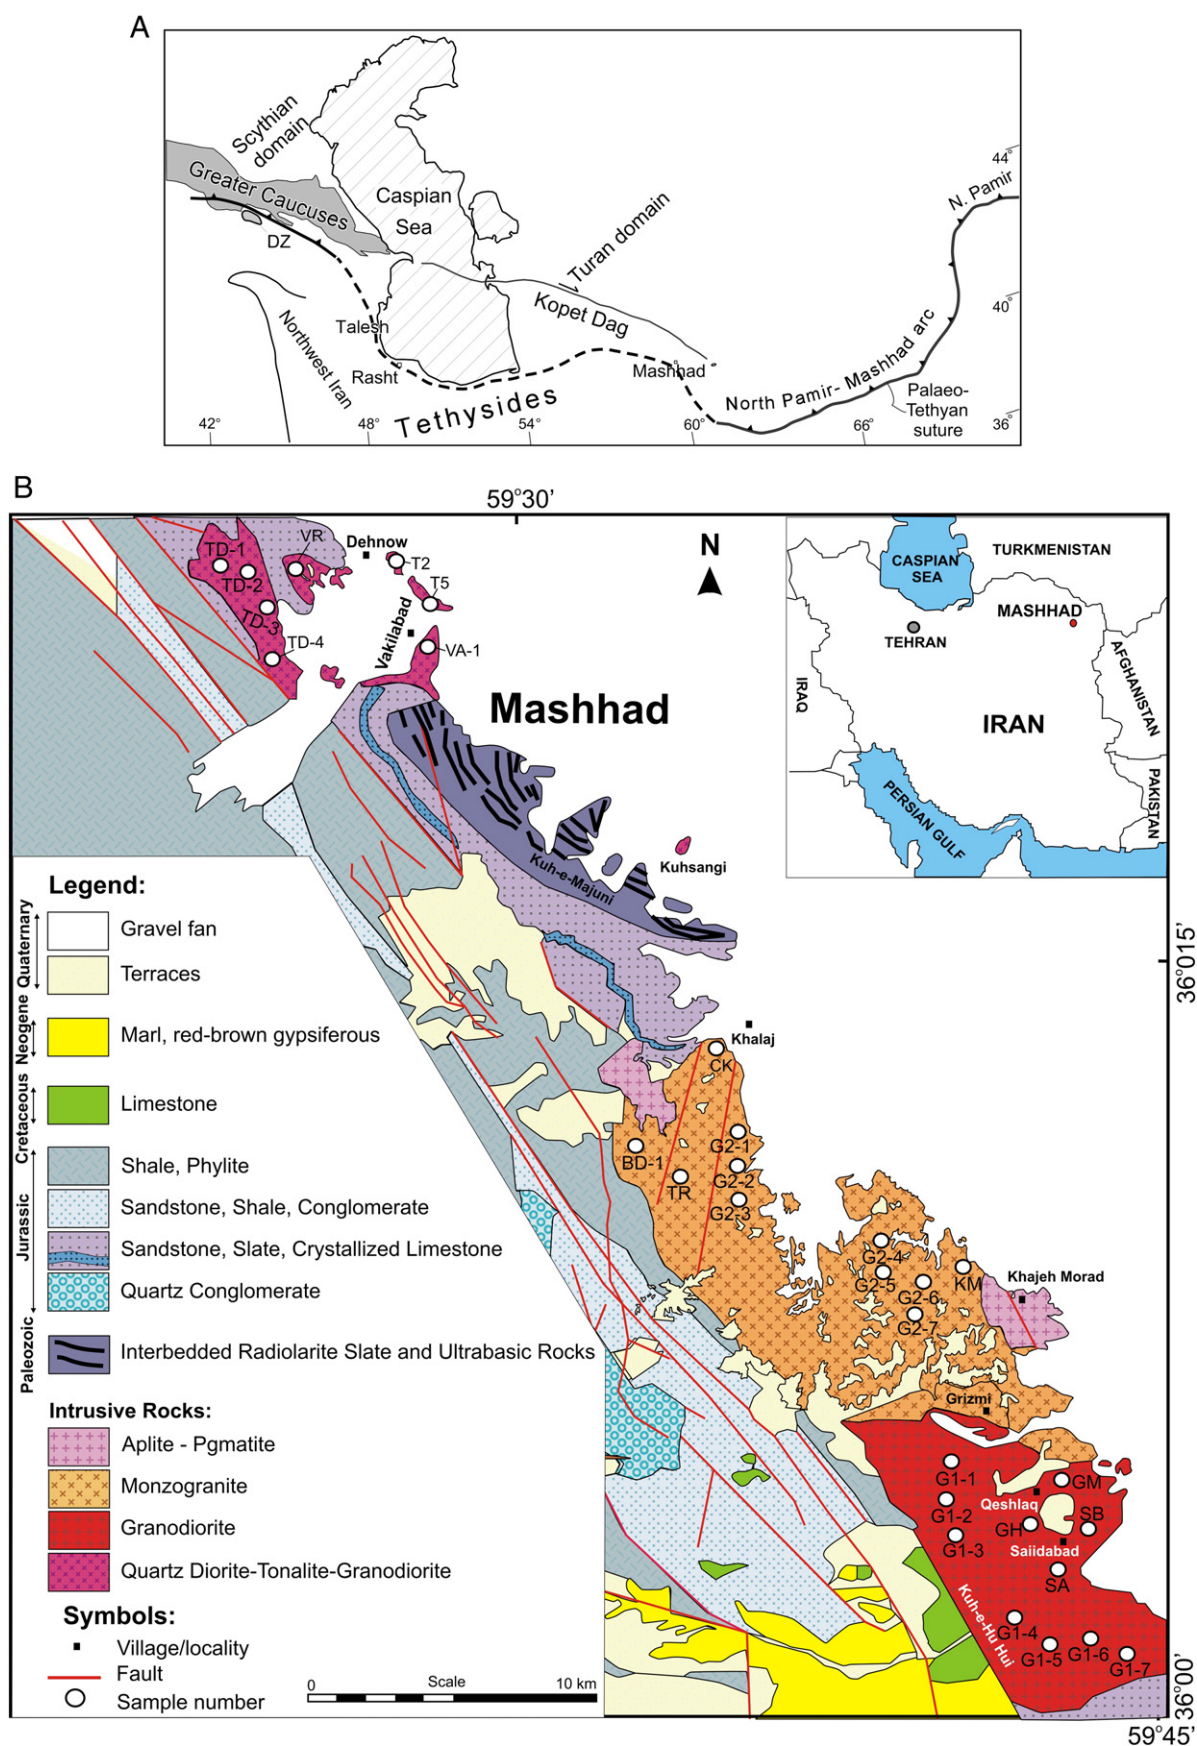 A
Scythian
domain
Greater Caucuses
DZ
Caspian
Sea
Turan domain
Kopet Dag
N. Pamir
44°
40°
36°
Talesh
Rasht
Northwest Iran
Mashhad
Tethysides
North Pamir- Mashhad arc
Palaeo-
Tethyan
suture
42°
48°
54°
60°
66°
B
59°30’
TD-1
TD-2
TD-3
TD-4
VR
Dehnow
T2
T5
Vakilabad
VA-1
Mashhad
N
CASPIAN
SEA
TURKMENISTAN
MASHHAD
TEHRAN
AFGHANISTAN
IRAQ
IRAN
PAKISTAN
PERSIAN GULF
Kuh-e-Majuni
Kuhsangi
36°015’
Khalaj
CK
BD-1
TR
G2-1
G2-2
G2-3
G2-4
G2-5
G2-6
G2-7
KM
Khajeh Morad
Grizmi
G1-1
G1-2
G1-3
Qeshlaq
GM
GH
SB
Saiidabad
SA
Kuh-e-Hu Hui
G1-4
G1-5
G1-6
G1-7
36°00’
59°45’
Legend:
Quaternary
Gravel fan
Terraces
Neogene
Marl, red-brown gypsiferous
Cretaceous
Limestone
Jurassic
Shale, Phylite
Sandstone, Shale, Conglomerate
Sandstone, Slate, Crystallized Limestone
Quartz Conglomerate
Paleozoic
Interbedded Radiolarite Slate and Ultrabasic Rocks
Intrusive Rocks:
Aplite - Pgmatite
Monzogranite
Granodiorite
Quartz Diorite-Tonalite-Granodiorite
Symbols:
Village/locality
Fault
Sample number
0 Scale 10 km